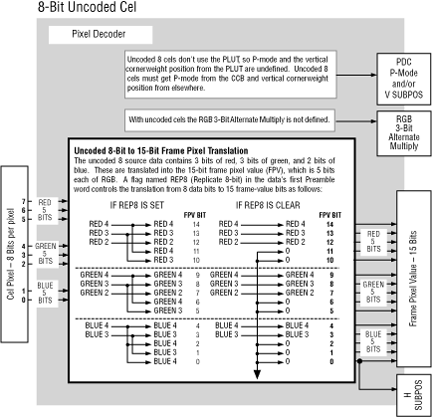 8-Bit Uncoded Cel
Pixel Decoder
Uncoded 8 cels don't use the PLUT, so P-mode and the vertical
cornerweight position from the PLUT are undefined. Uncoded 8
cels must get P-mode from the CCB and vertical cornerweight
position from elsewhere.
PDC
P-Mode
and/or
V SUBPOS
With uncoded cels the RGB 3-Bit Alternate Multiply is not defined.
RGB
3-Bit
Alternate
Multiply
Uncoded 8-Bit to 15-Bit Frame Pixel Translation
The uncoded 8 source data contains 3 bits of red, 3 bits of green, and 2 bits of
blue. These are translated into the 15-bit frame pixel value (FPV), which is 5 bits
each of RGB. A flag named REP8 (Replicate 8-bit) in the data's first Preamble
word controls the translation from 8 data bits to 15 frame-value bits as follows:
IF REP8 IS SET
FPV BIT
IF REP8 IS CLEAR
FPV BIT
RED 4 RED 4 14 RED 4 RED 4 14
RED 3 RED 3 13 RED 3 RED 3 13
RED 2 RED 2 12 RED 2 RED 2 12
RED 4 11 0 11
RED 3 10 0 10
GREEN 4 GREEN 4 9 GREEN 4 GREEN 4 9
GREEN 3 GREEN 3 8 GREEN 3 GREEN 3 8
GREEN 2 GREEN 2 7 GREEN 2 GREEN 2 7
GREEN 4 6 0 6
GREEN 3 5 0 5
BLUE 4 BLUE 4 4 BLUE 4 BLUE 4 4
BLUE 3 BLUE 3 3 BLUE 3 BLUE 3 3
BLUE 4 2 0 2
BLUE 3 1 0 1
BLUE 4 0 0 0
Cel Pixel – 8 Bits per pixel
7
6
5
RED
5
BITS
4
3
2
GREEN
5
BITS
1
0
BLUE
5
BITS
RED
5
BITS
GREEN
5
BITS
BLUE
5
BITS
Frame Pixel Value – 15 Bits
H
SUBPOS